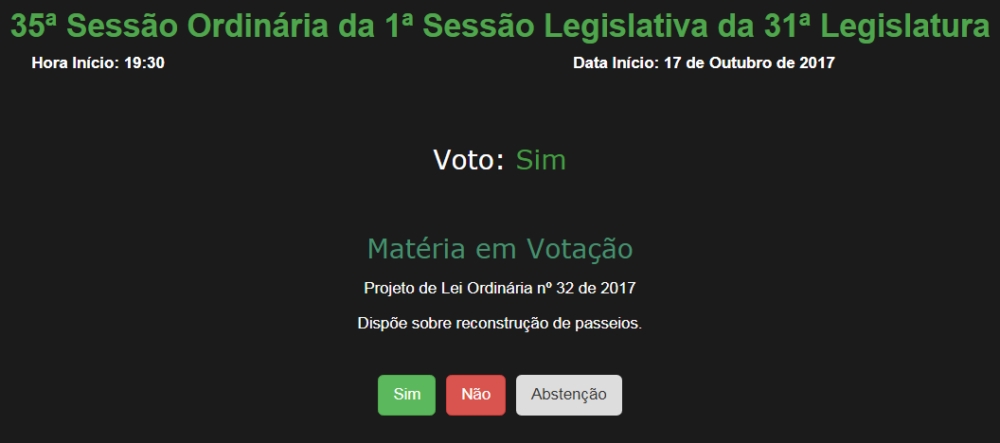 35ª Sessão Ordinária da 1ª Sessão Legislativa da 31ª Legislatura
Hora Início: 19:30 Data Início: 17 de Outubro de 2017
Voto: Sim
Matéria em Votação
Projeto de Lei Ordinária nº 32 de 2017
Dispõe sobre reconstrução de passeios.
Sim Não Abstenção